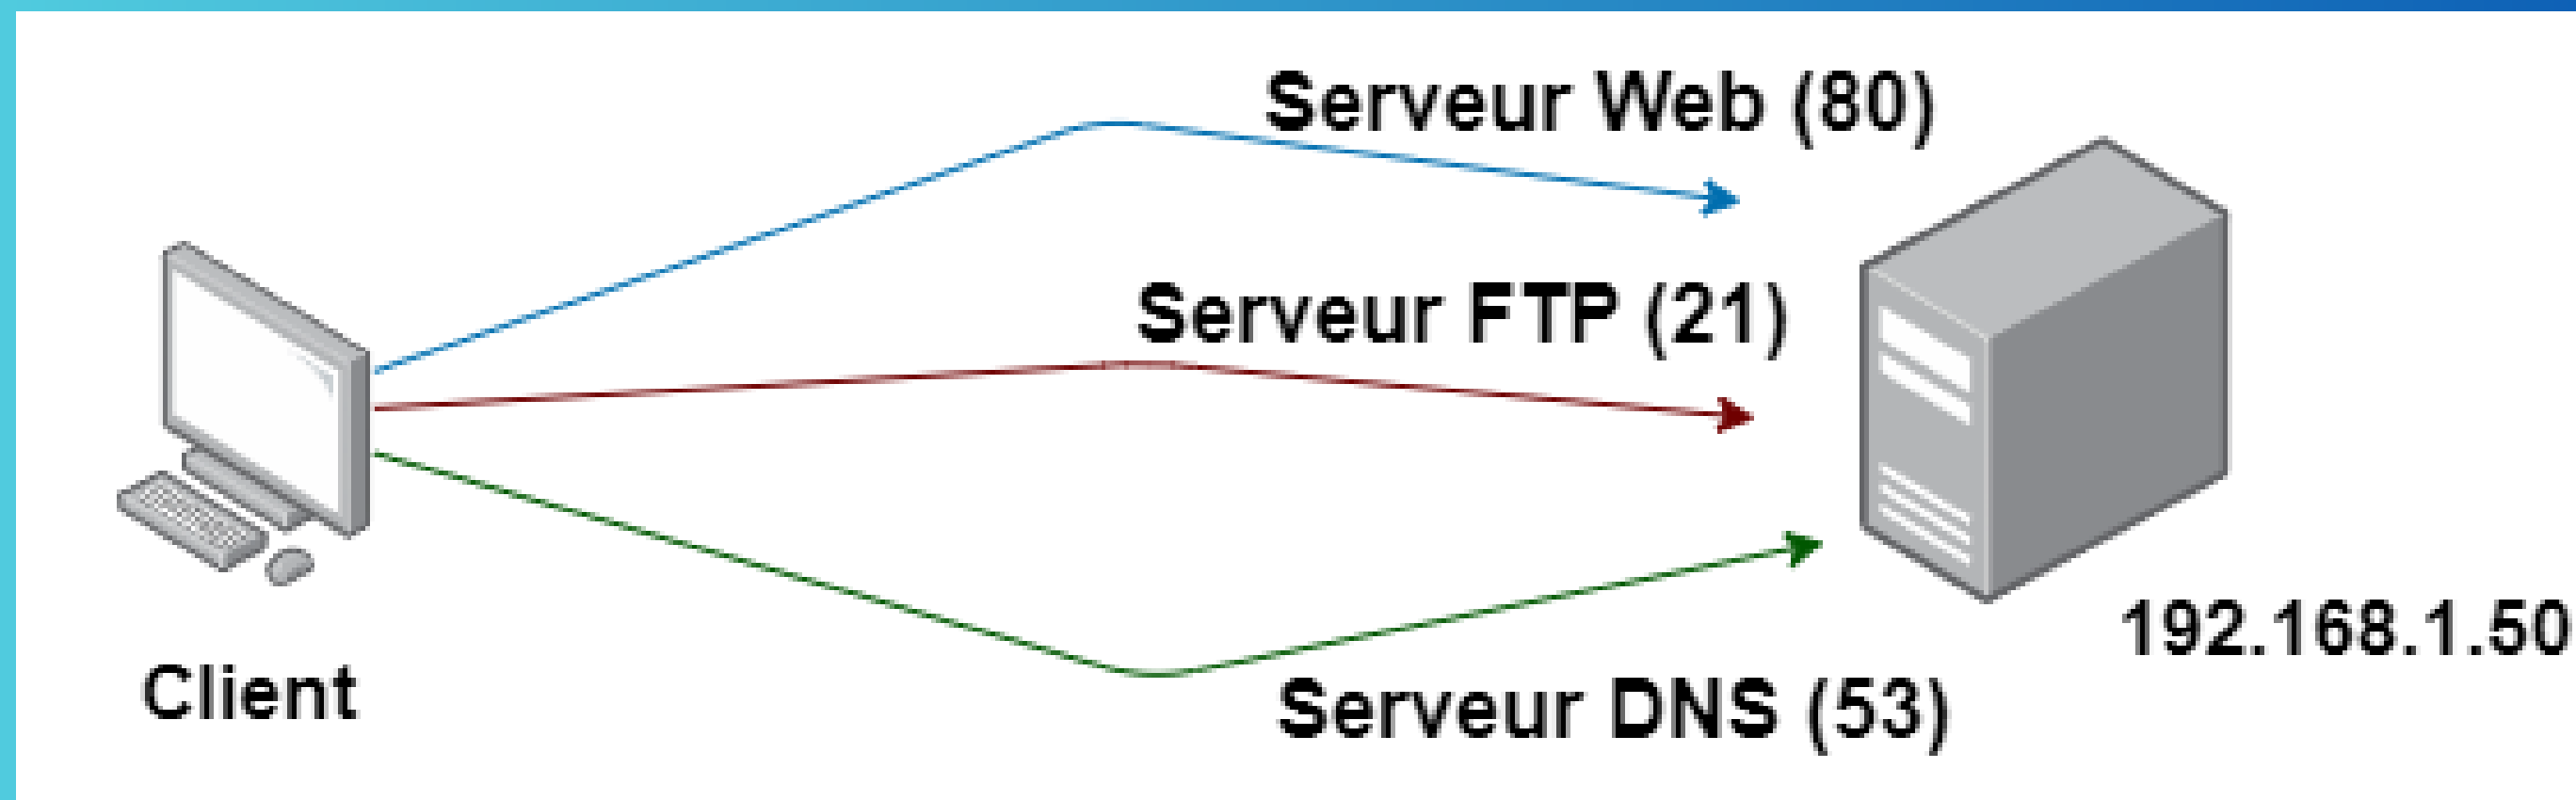 Serveur Web (80)
Serveur FTP (21)
192.168.1.50
Client
Serveur DNS (53)